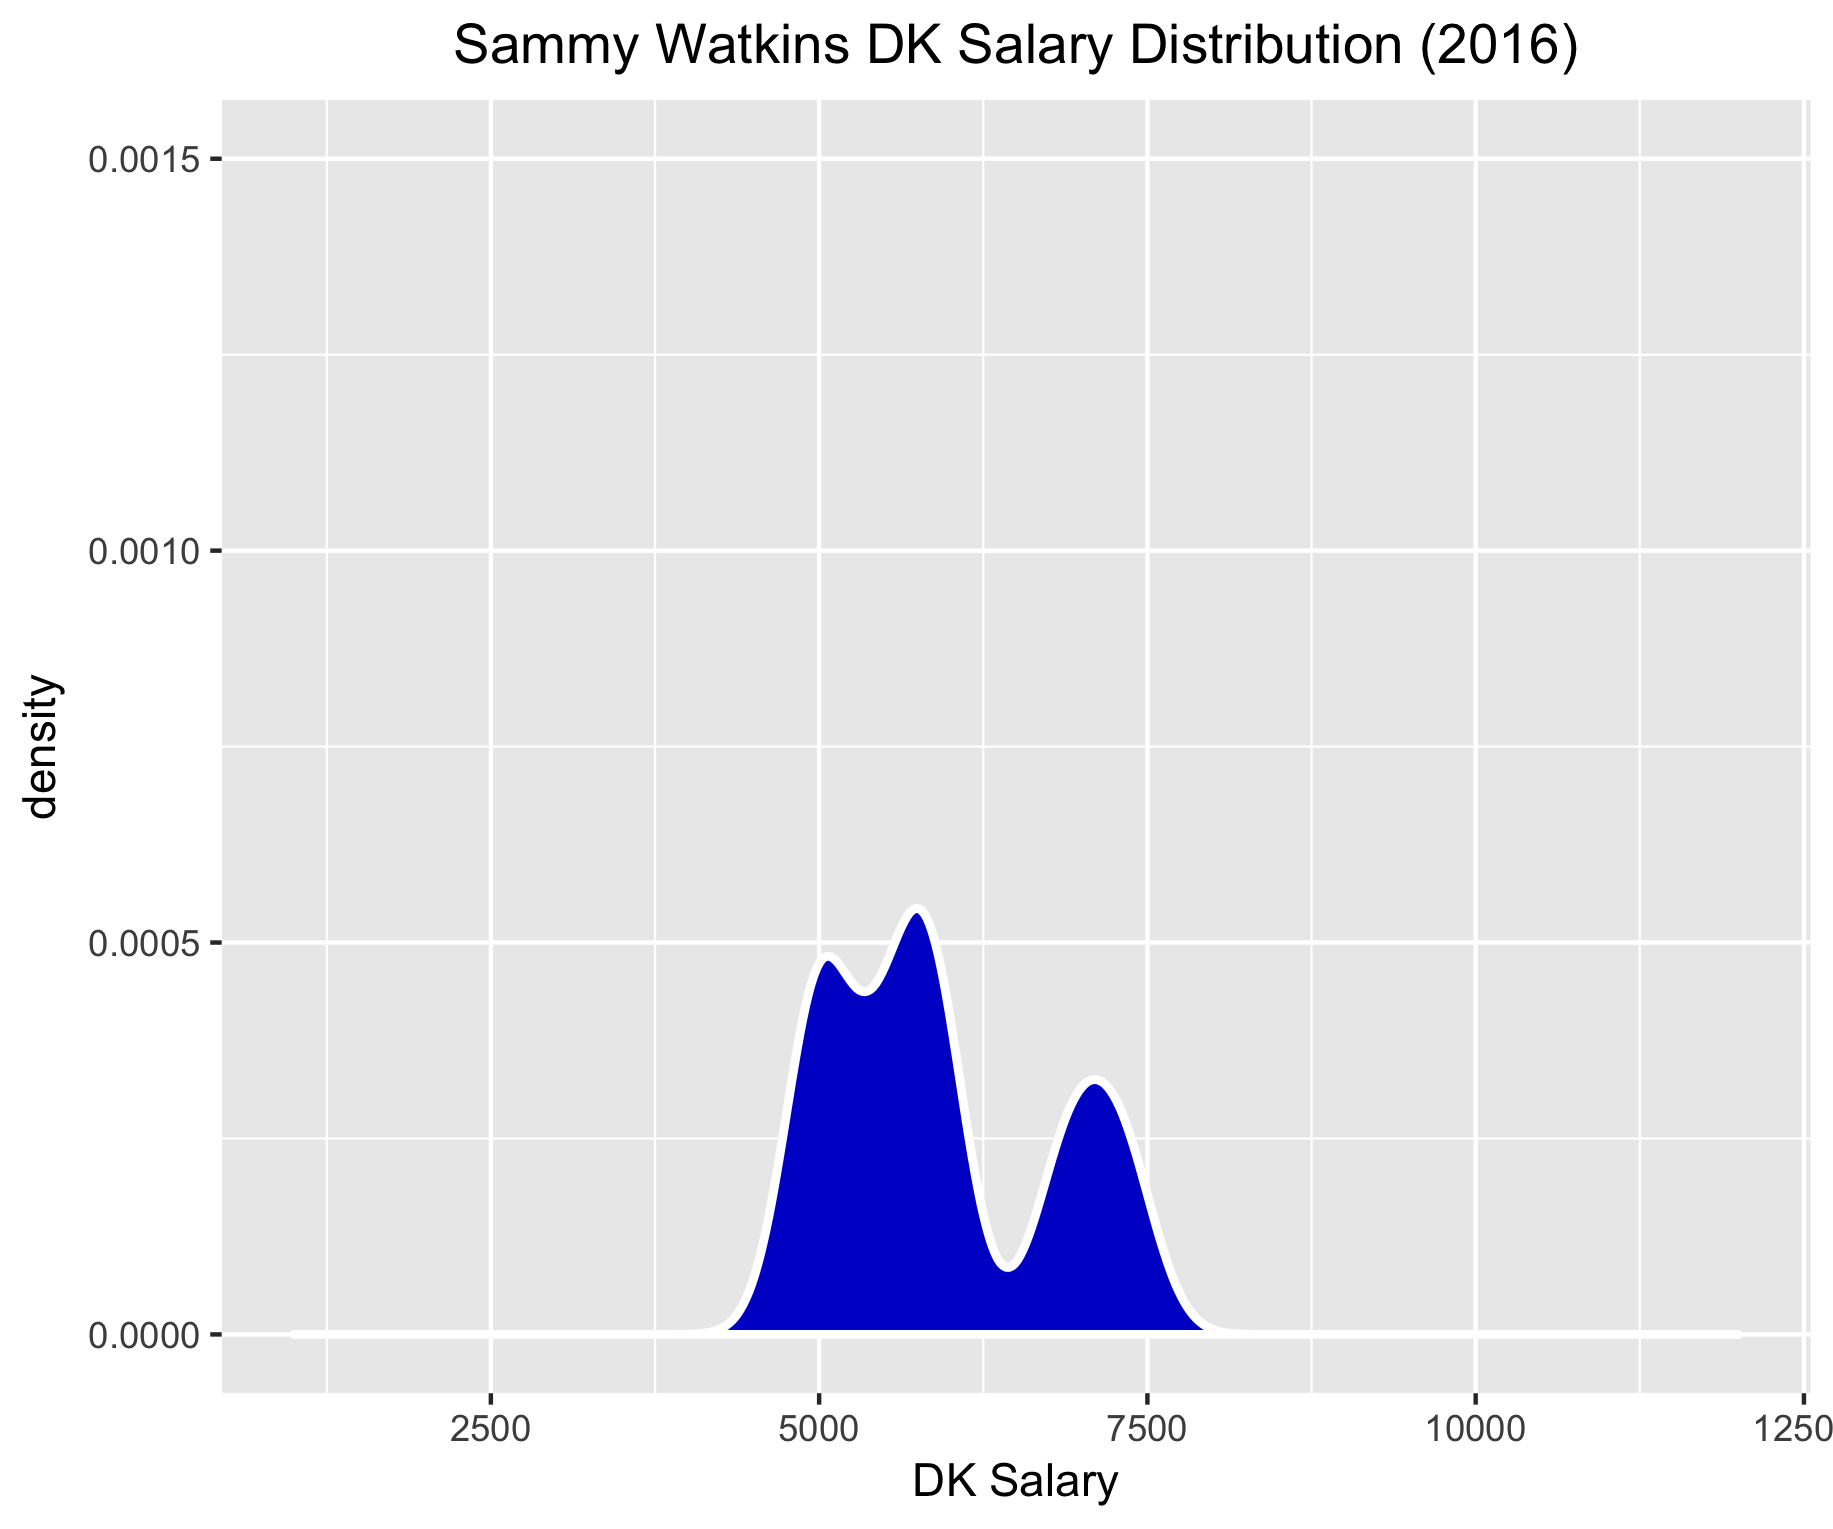 Sammy Watkins DK Salary Distribution (2016)
0.0015
0.0010
0.0005
0.0000
density
2500 5000 7500 10000 1250
DK Salary